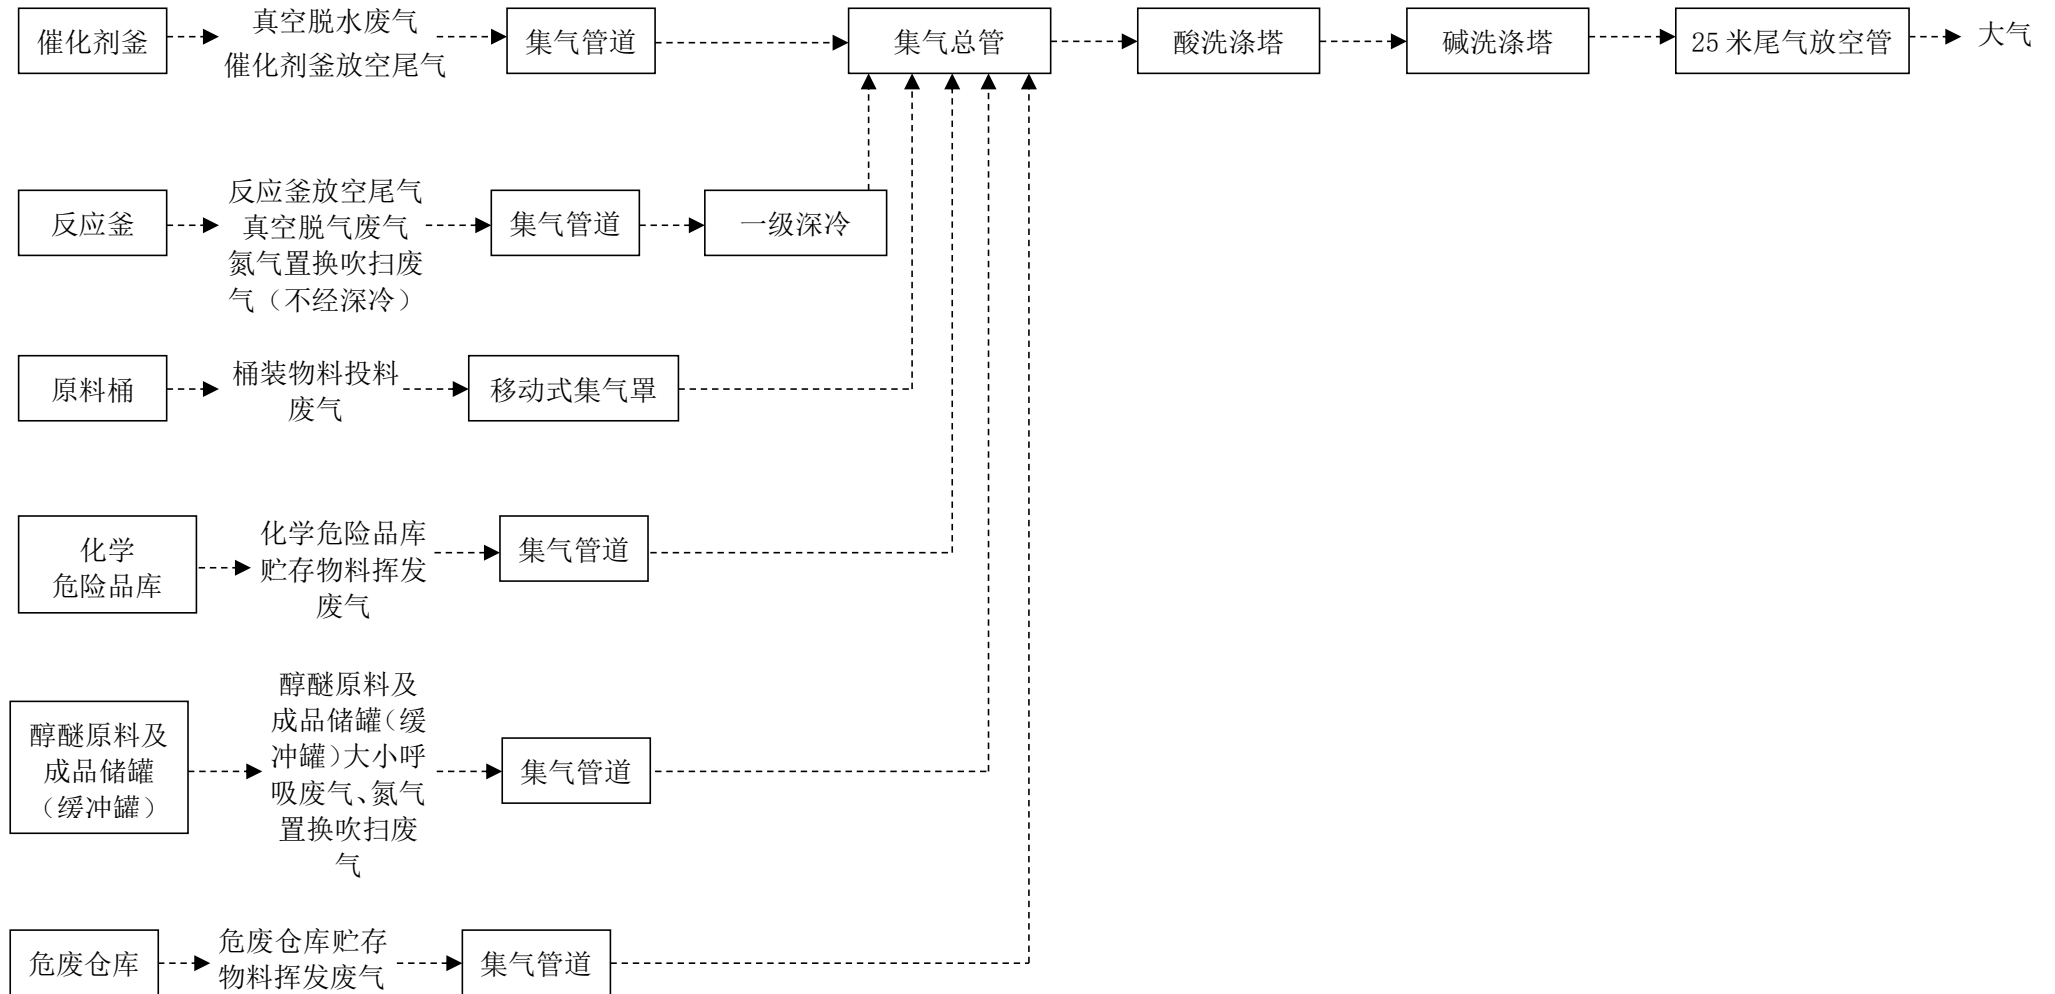 催化剂釜
真空脱水废气
催化剂釜放空尾气
集气管道
集气总管
酸洗涤塔
碱洗涤塔
25 米尾气放空管
大气
反应釜
反应釜放空尾气
真空脱气废气
氮气置换吹扫废
气（不经深冷）
集气管道
一级深冷
原料桶
桶装物料投料
废气
移动式集气罩
化学
危险品库
化学危险品库
贮存物料挥发
废气
集气管道
醇醚原料及
成品储罐
（缓冲罐）
醇醚原料及
成品储罐（缓
冲罐）大小呼
吸废气、氮气
置换吹扫废
气
集气管道
危废仓库
危废仓库贮存
物料挥发废气
集气管道